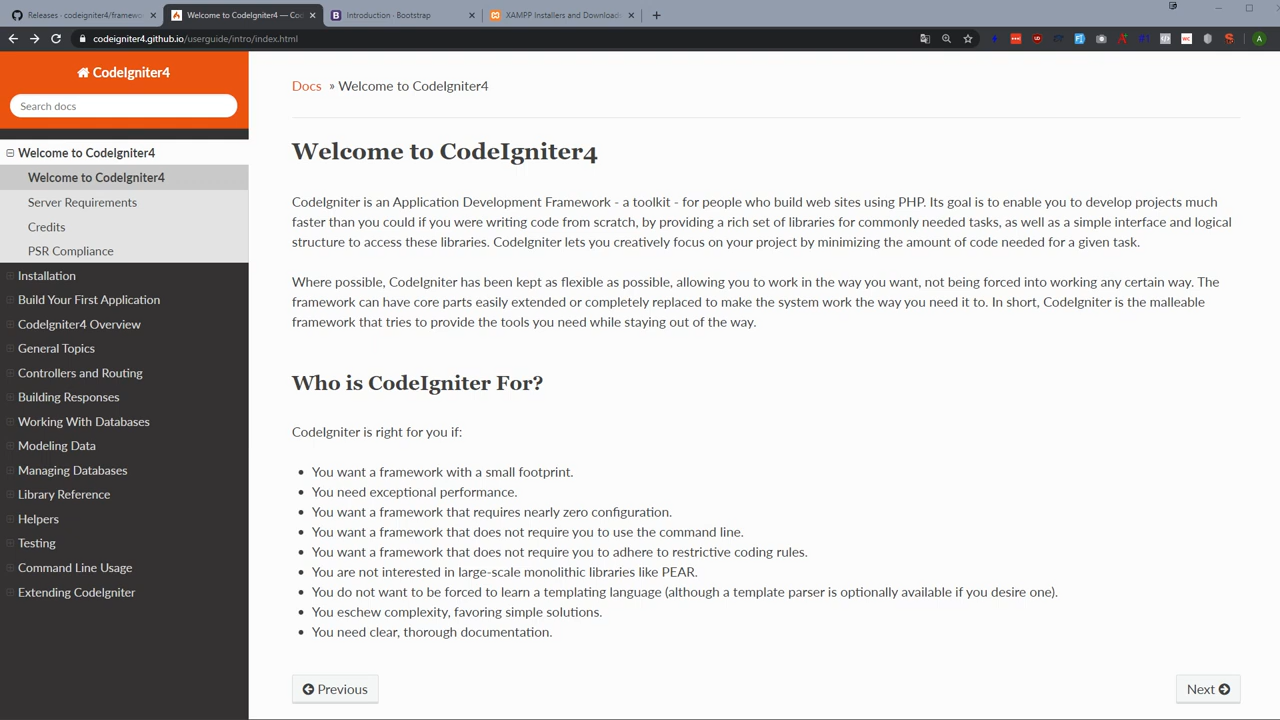 Releases · codeigniter4/framew
Welcome to CodeIgniter4 — Co
Introduction · Bootstrap
XAMPP Installers and Download
codeigniter4.github.io/userguide/intro/index.html
A
CodeIgniter4
Search docs
Welcome to CodeIgniter4
Welcome to CodeIgniter4
Server Requirements
Credits
PSR Compliance
Installation
Build Your First Application
CodeIgniter4 Overview
General Topics
Controllers and Routing
Building Responses
Working With Databases
Modeling Data
Managing Databases
Library Reference
Helpers
Testing
Command Line Usage
Extending CodeIgniter
Docs » Welcome to CodeIgniter4
Welcome to CodeIgniter4
CodeIgniter is an Application Development Framework - a toolkit - for people who build web sites using PHP. Its goal is to enable you to develop projects much
faster than you could if you were writing code from scratch, by providing a rich set of libraries for commonly needed tasks, as well as a simple interface and logical
structure to access these libraries. CodeIgniter lets you creatively focus on your project by minimizing the amount of code needed for a given task.
Where possible, CodeIgniter has been kept as flexible as possible, allowing you to work in the way you want, not being forced into working any certain way. The
framework can have core parts easily extended or completely replaced to make the system work the way you need it to. In short, CodeIgniter is the malleable
framework that tries to provide the tools you need while staying out of the way.
Who is CodeIgniter For?
CodeIgniter is right for you if:
• You want a framework with a small footprint.
• You need exceptional performance.
• You want a framework that requires nearly zero configuration.
• You want a framework that does not require you to use the command line.
• You want a framework that does not require you to adhere to restrictive coding rules.
• You are not interested in large-scale monolithic libraries like PEAR.
• You do not want to be forced to learn a templating language (although a template parser is optionally available if you desire one).
• You eschew complexity, favoring simple solutions.
• You need clear, thorough documentation.
Previous
Next